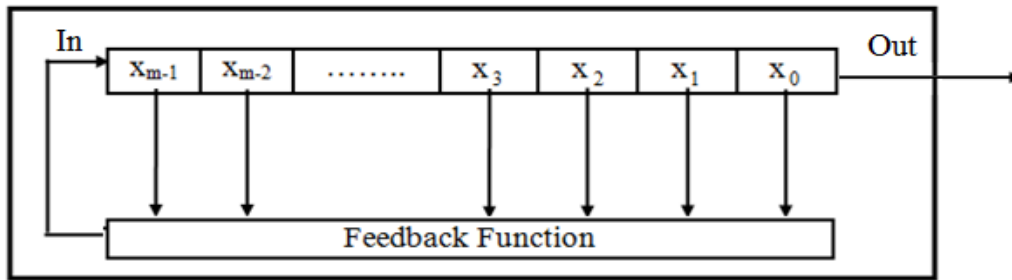 In
Out
x_{m-1} x_{m-2} ........ x_3 x_2 x_1 x_0
Feedback Function